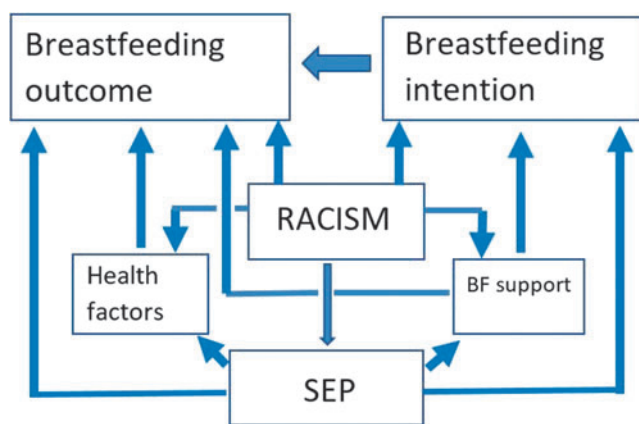 Breastfeeding
outcome
Breastfeeding
intention
RACISM
Health
factors
BF support
SEP